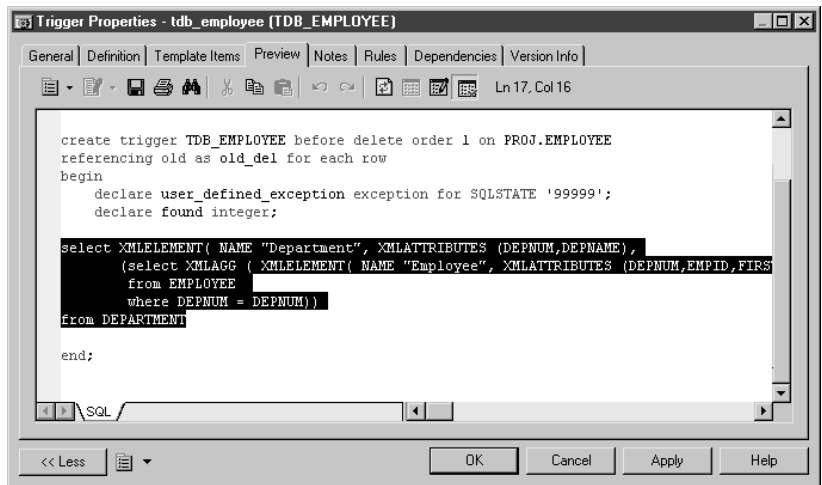 Trigger Properties - tdb_employee (TDB_EMPLOYEE)
General Definition Template Items Preview Notes Rules Dependencies Version Info
Ln 17, Col 16
create trigger TDB_EMPLOYEE before delete order 1 on PROJ.EMPLOYEE
referencing old as old_del for each row
begin
declare user_defined_exception exception for SQLSTATE '99999';
declare found integer;
select XMLELEMENT( NAME "Department", XMLATTRIBUTES (DEPNUM,DEPNAME),
(select XMLAGG ( XMLELEMENT( NAME "Employee", XMLATTRIBUTES (DEPNUM,EMPID,FIRS
from EMPLOYEE
where DEPNUM = DEPNUM))
from DEPARTMENT
end;
SQL
<< Less OK Cancel Apply Help